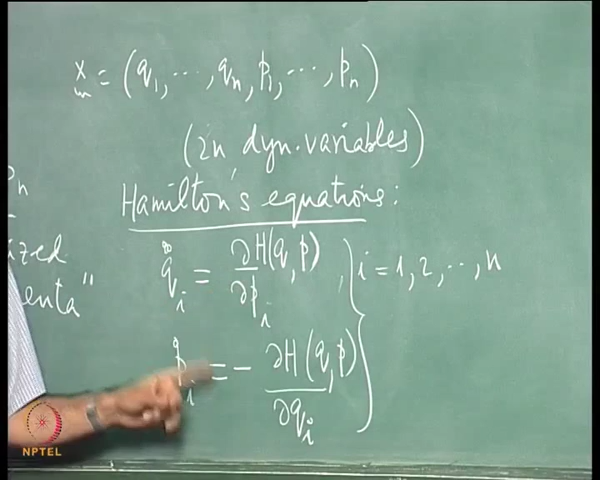 x = (q₁, ⋯, qₙ, p₁, ⋯, pₙ)
(2n dyn. variables)
Hamilton's equations:
q̇ᵢ = ∂H(q, p)/∂pᵢ , } i = 1, 2, ⋯, n
ṗᵢ = − ∂H(q, p)/∂qᵢ
ized
enta"
NPTEL